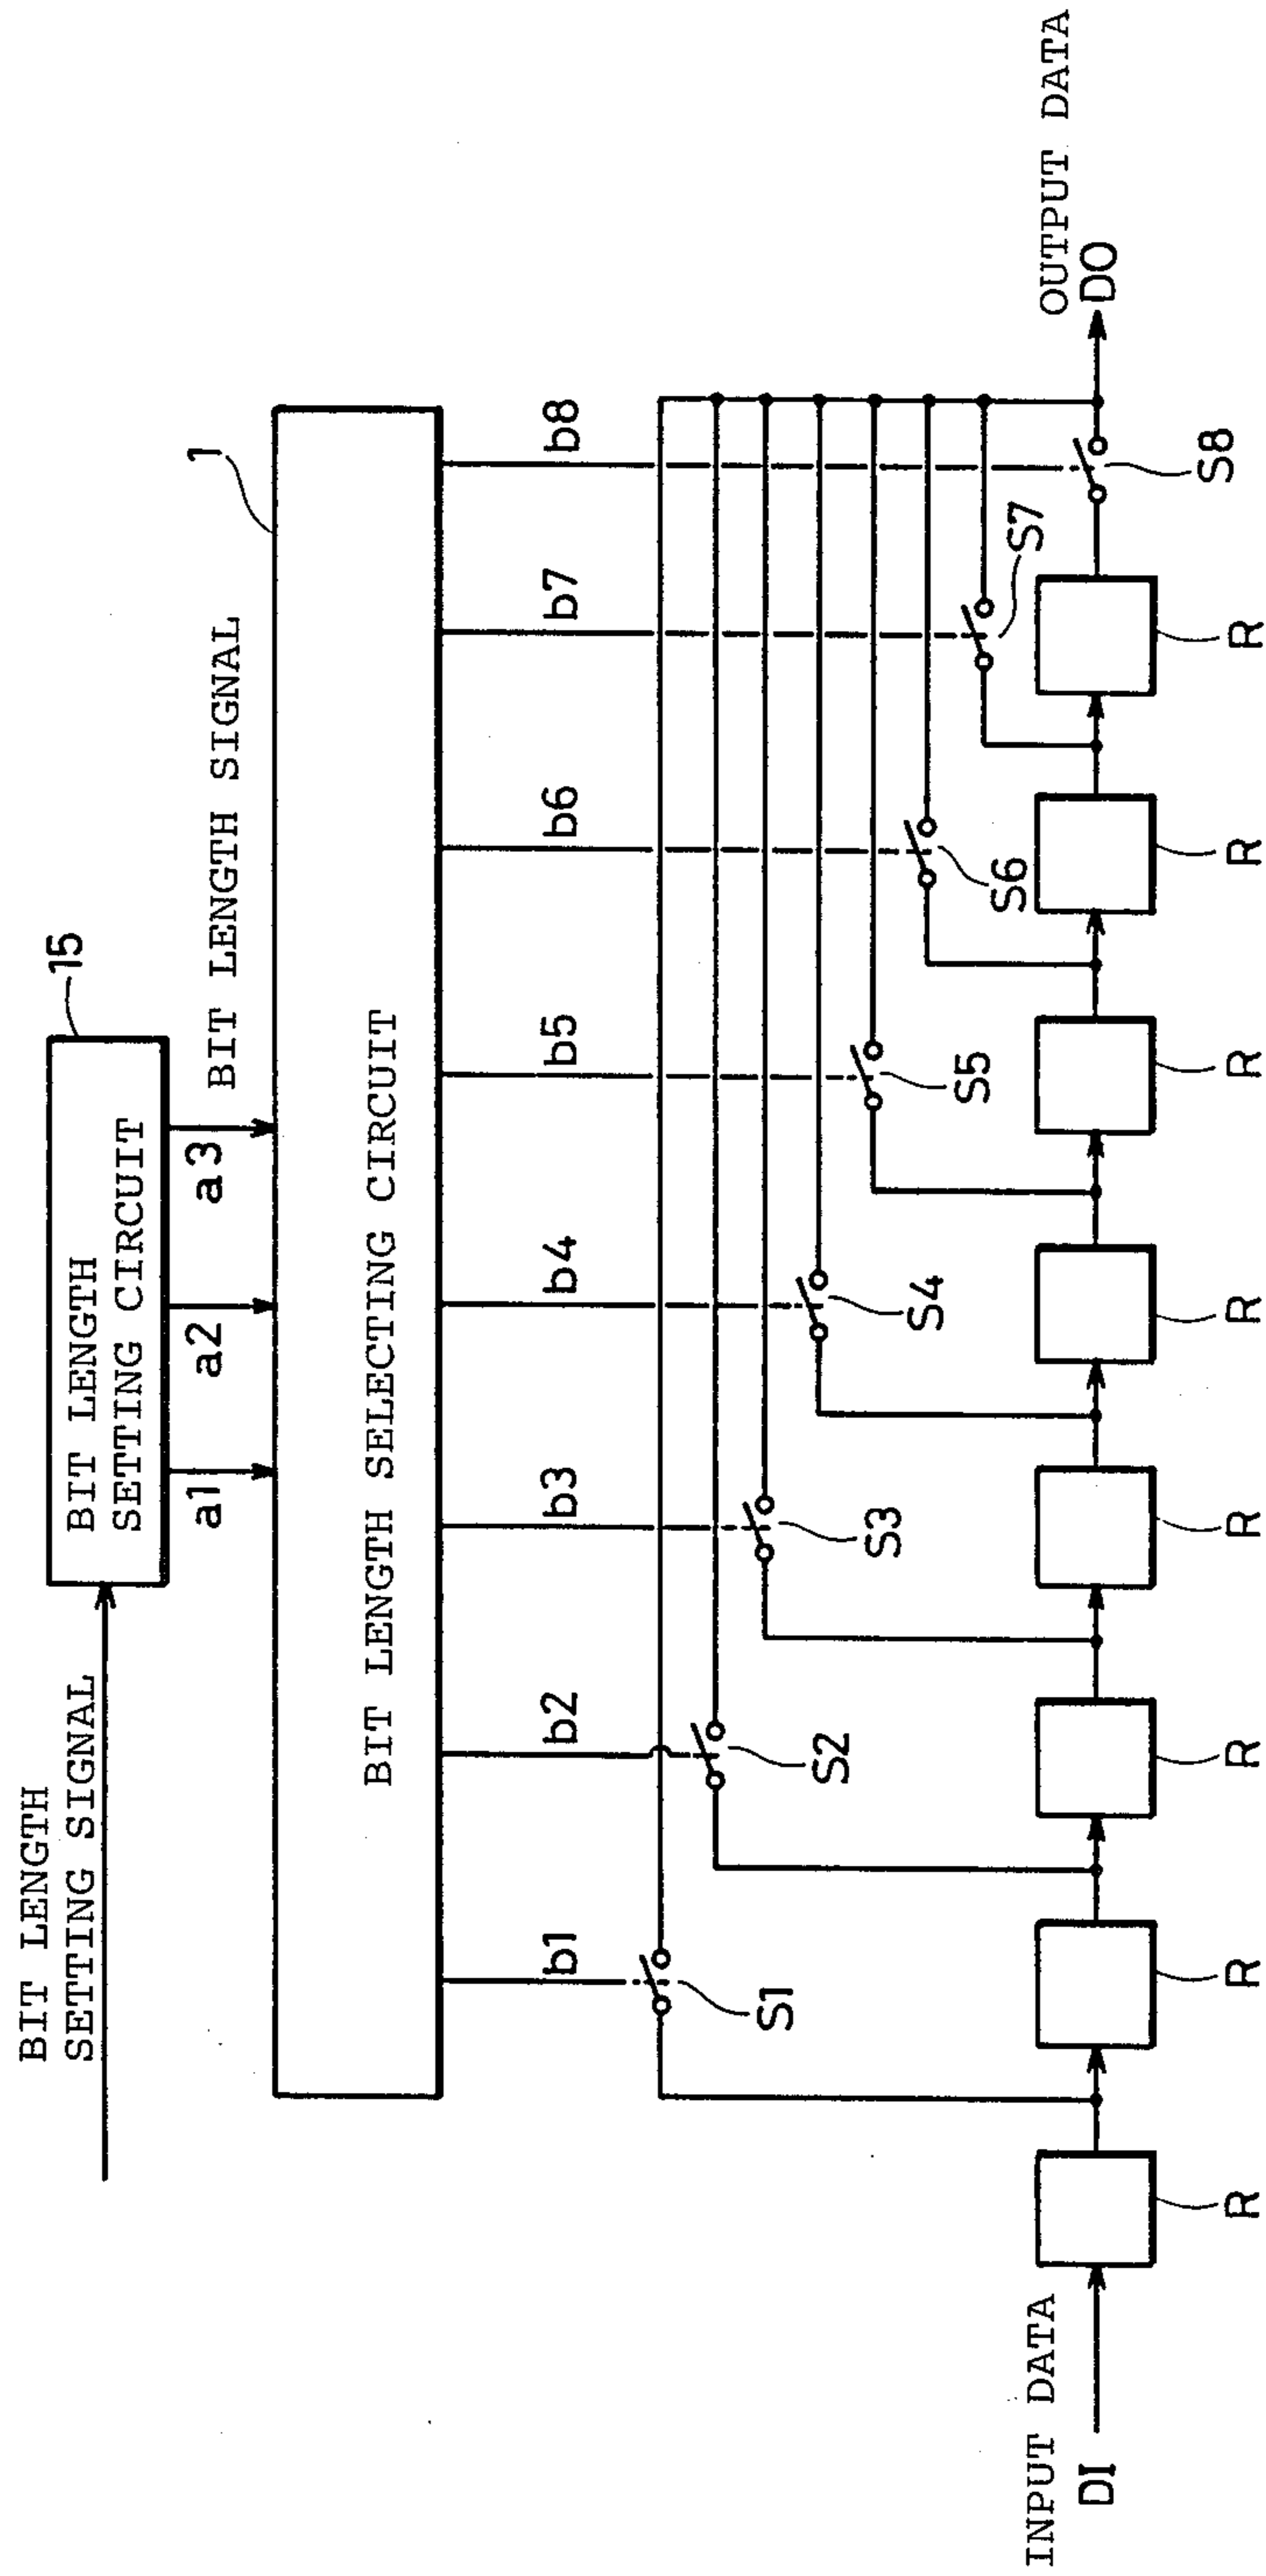 BIT LENGTH
SETTING SIGNAL
BIT LENGTH
SETTING CIRCUIT
15
a1
a2
a3
BIT LENGTH SIGNAL
1
BIT LENGTH SELECTING CIRCUIT
b1
b2
b3
b4
b5
b6
b7
b8
S1
S2
S3
S4
S5
S6
S7
S8
INPUT DATA
DI
OUTPUT DATA
DO
R
R
R
R
R
R
R
R